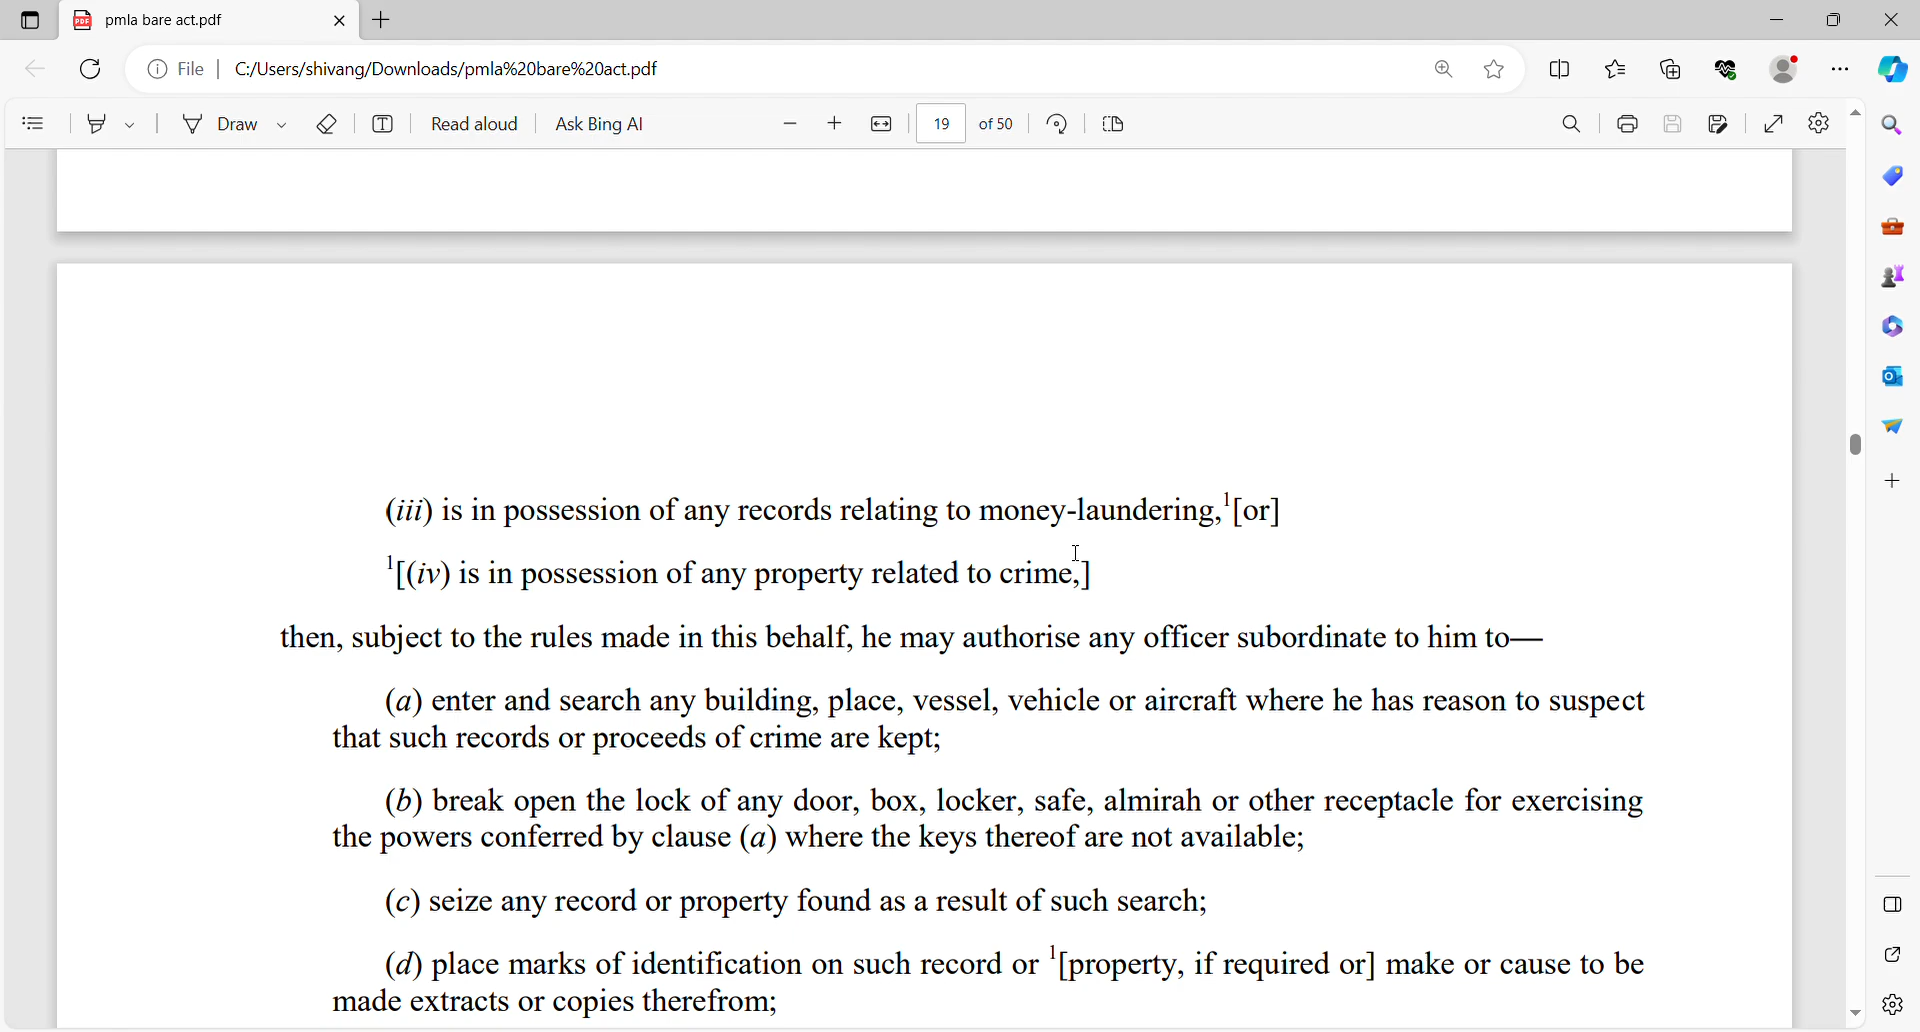 pmla bare act.pdf
File | C:/Users/shivang/Downloads/pmla%20bare%20act.pdf
Draw
Read aloud
Ask Bing AI
19 of 50
(iii) is in possession of any records relating to money-laundering,1[or]
1[(iv) is in possession of any property related to crime,]
then, subject to the rules made in this behalf, he may authorise any officer subordinate to him to—
(a) enter and search any building, place, vessel, vehicle or aircraft where he has reason to suspect
that such records or proceeds of crime are kept;
(b) break open the lock of any door, box, locker, safe, almirah or other receptacle for exercising
the powers conferred by clause (a) where the keys thereof are not available;
(c) seize any record or property found as a result of such search;
(d) place marks of identification on such record or 1[property, if required or] make or cause to be
made extracts or copies therefrom;